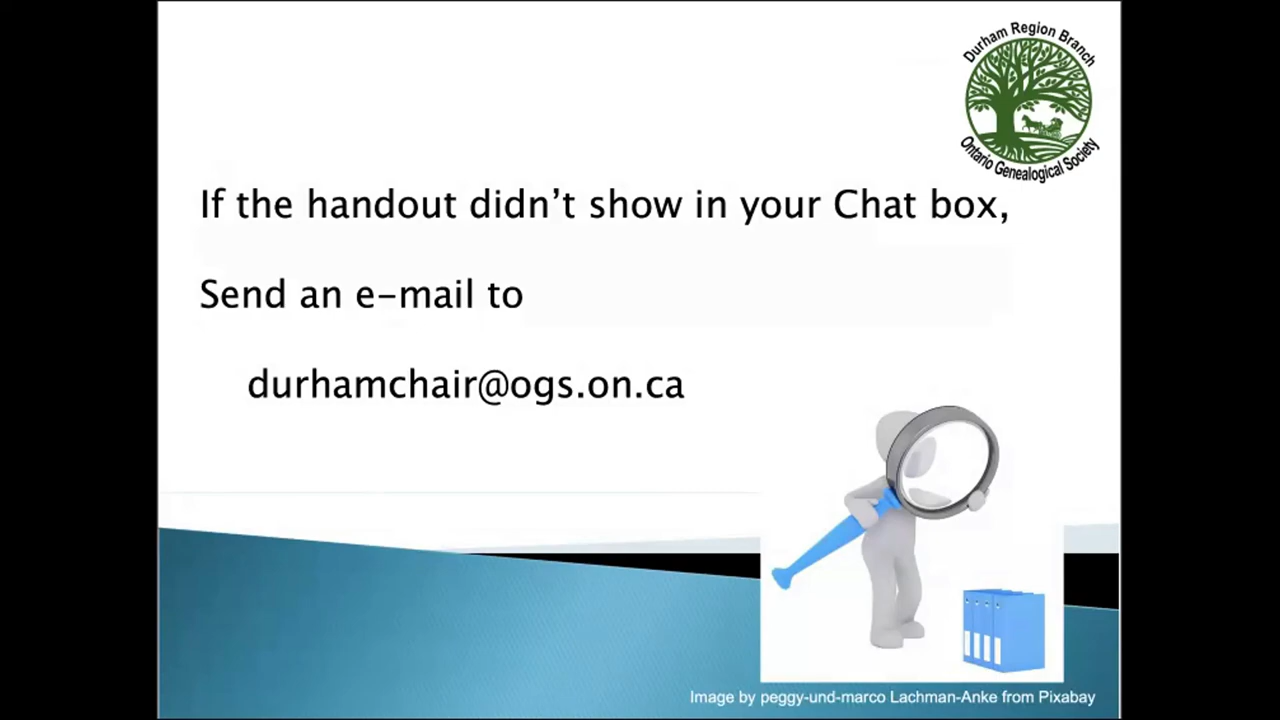 Durham Region Branch
Ontario Genealogical Society
If the handout didn't show in your Chat box,
Send an e-mail to
durhamchair@ogs.on.ca
Image by peggy-und-marco Lachman-Anke from Pixabay